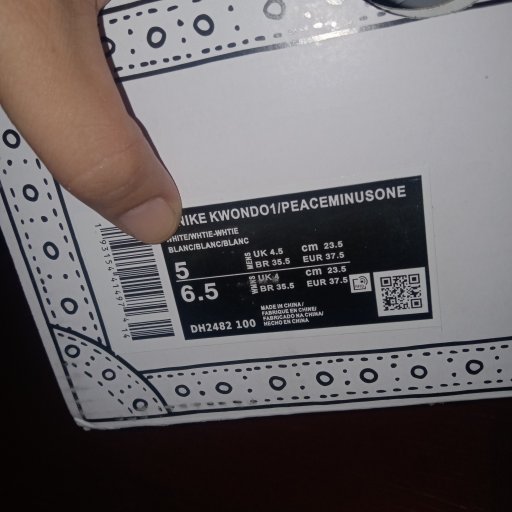 NIKE KWONDO1/PEACEMINUSONE
WHITE/WHTIE-WHTIE
BLANC/BLANC/BLANC
5 MENS UK 4.5 cm 23.5
BR 35.5 EUR 37.5
6.5 WMNS UK 4 cm 23.5
BR 35.5 EUR 37.5
MADE IN CHINA/
FABRIQUE EN CHINE/
FABRICADO NA CHINA/
HECHO EN CHINA
DH2482 100